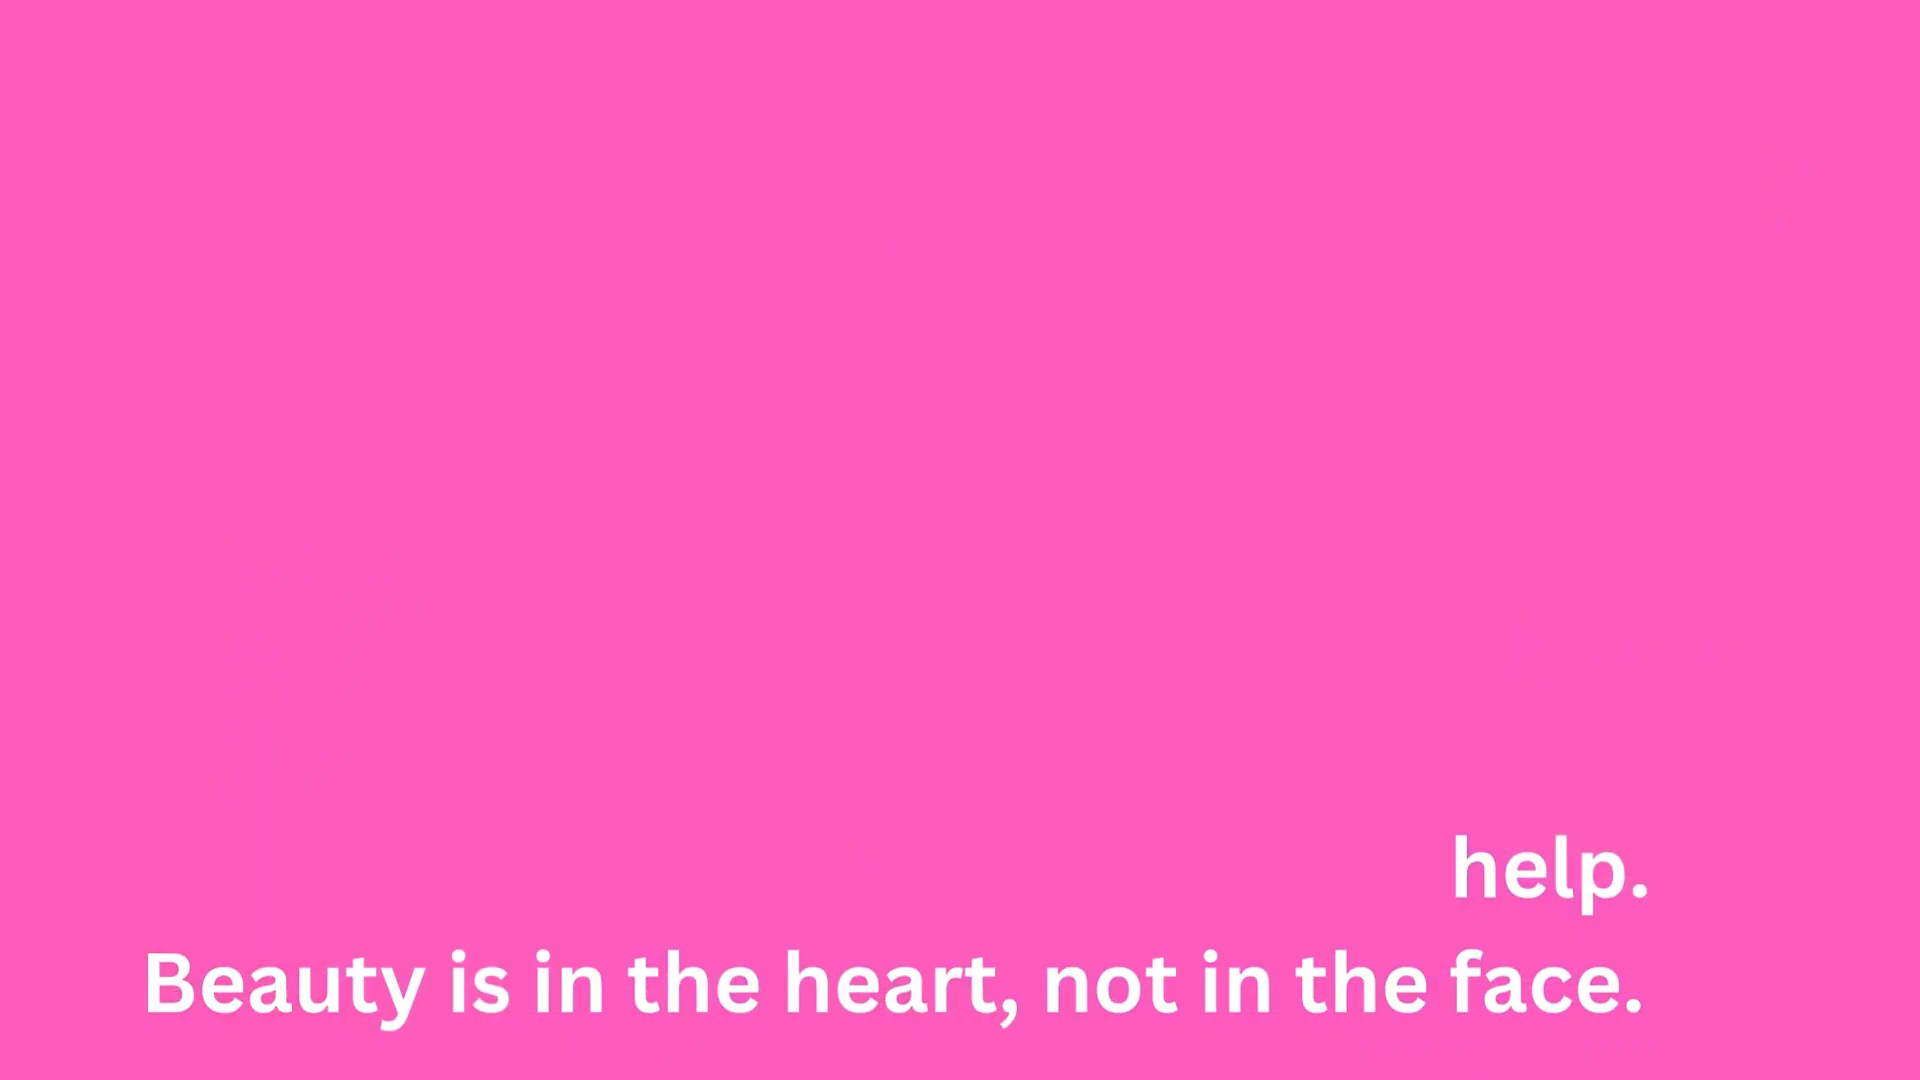 help.
Beauty is in the heart, not in the face.